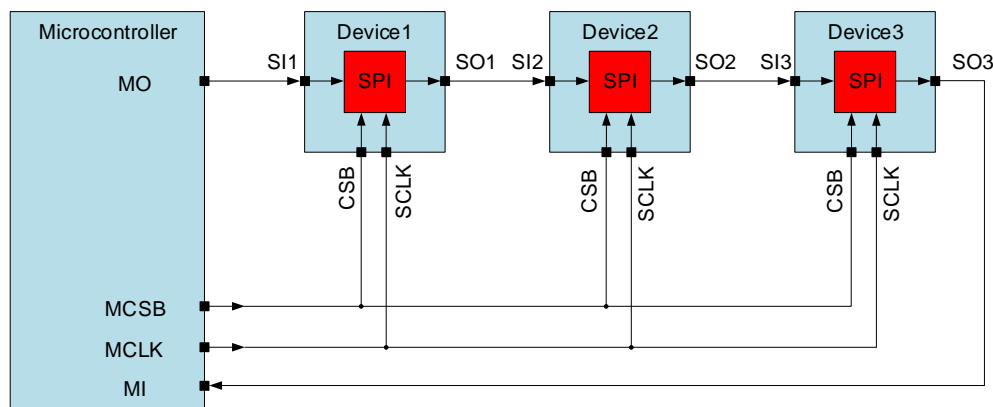 Microcontroller
Device1
Device2
Device3
MO
SI1
SPI
SO1
SI2
SPI
SO2
SI3
SPI
SO3
CSB
SCLK
CSB
SCLK
CSB
SCLK
MCSB
MCLK
MI